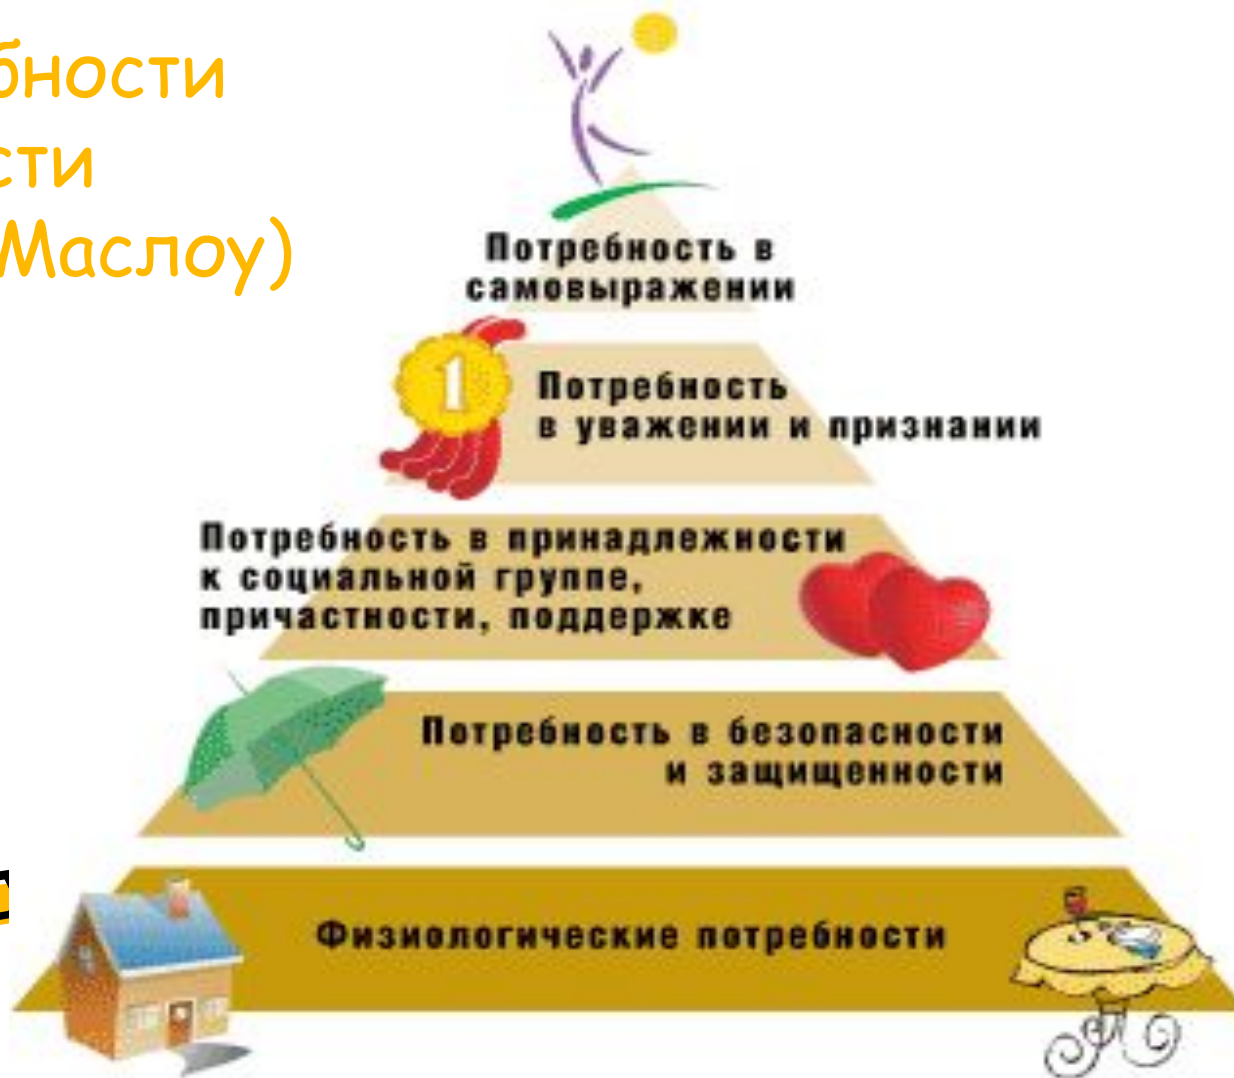 бности
сти
Маслоу)
Потребность в
самовыражении
1
Потребность
в уважении и признании
Потребность в принадлежности
к социальной группе,
причастности, поддержке
Потребность в безопасности
и защищенности
Физиологические потребности